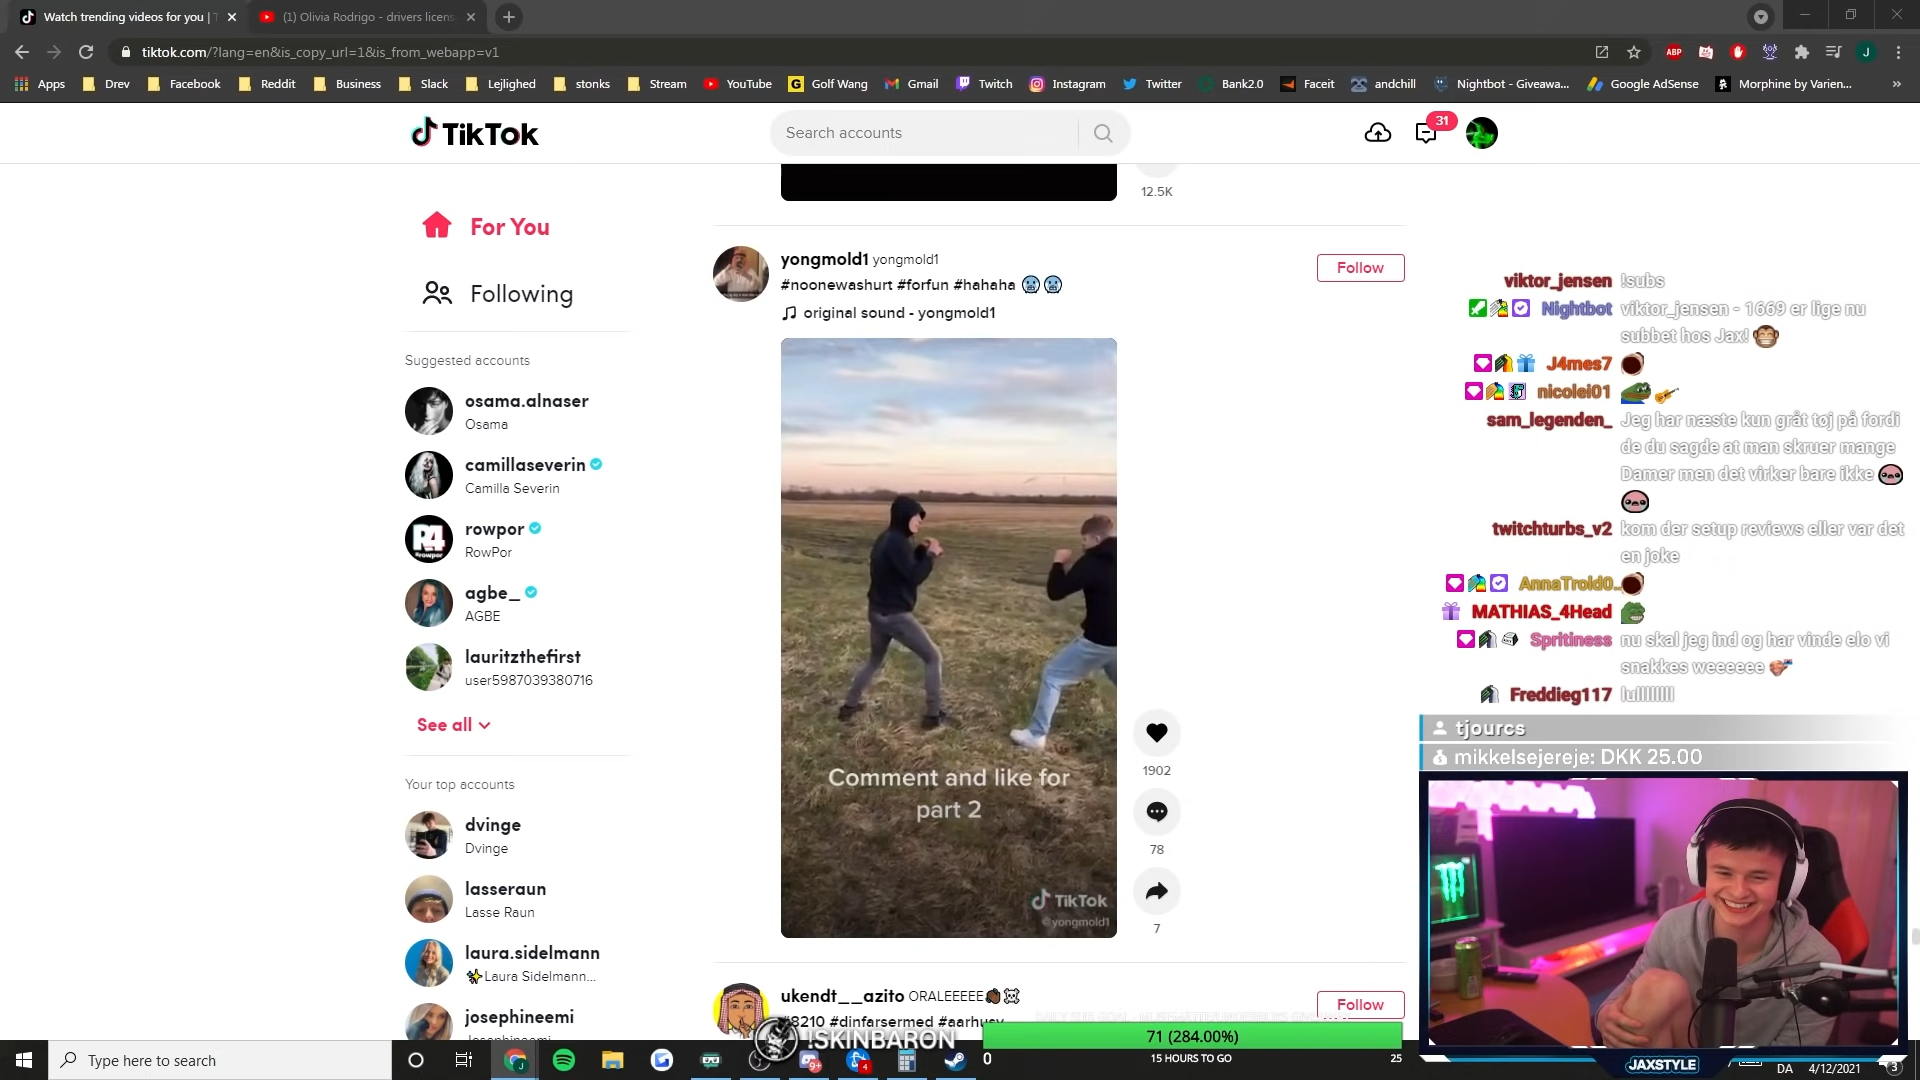 Watch trending videos for you | T
(1) Olivia Rodrigo - drivers licens
tiktok.com/?lang=en&is_copy_url=1&is_from_webapp=v1
ABP
J
Apps
Drev
Facebook
Reddit
Business
Slack
Lejlighed
stonks
Stream
YouTube
Golf Wang
Gmail
Twitch
Instagram
Twitter
Bank2.0
Faceit
andchill
Nightbot - Giveawa...
Google AdSense
Morphine by Varien...
TikTok
Search accounts
31
For You
Following
Suggested accounts
osama.alnaser
Osama
camillaseverin
Camilla Severin
rowpor
RowPor
agbe_
AGBE
lauritzthefirst
user5987039380716
See all
Your top accounts
dvinge
Dvinge
lasseraun
Lasse Raun
laura.sidelmann
✨Laura Sidelmann...
josephineemi
12.5K
yongmold1 yongmold1
#noonewashurt #forfun #hahaha 🥶🥶
original sound - yongmold1
Follow
Comment and like for
part 2
TikTok
@yongmold1
1902
78
7
ukendt__azito ORALEEEEE
#8210 #dinfarsermed #aarhusv
Follow
viktor_jensen !subs
Nightbot viktor_jensen - 1669 er lige nu
subbet hos Jax!
J4mes7
nicolei01
sam_legenden_ Jeg har næste kun gråt tøj på fordi
de du sagde at man skruer mange
Damer men det virker bare ikke
twitchturbs_v2 kom der setup reviews eller var det
en joke
AnnaTrold0..
MATHIAS_4Head
Spritiness nu skal jeg ind og har vinde elo vi
snakkes weeeeee
Freddieg117 lullllllll
tjourcs
mikkelsejereje: DKK 25.00
JAXSTYLE
!SKINBARON
71 (284.00%)
0
15 HOURS TO GO
25
Type here to search
9+
4
DA
4/12/2021
3